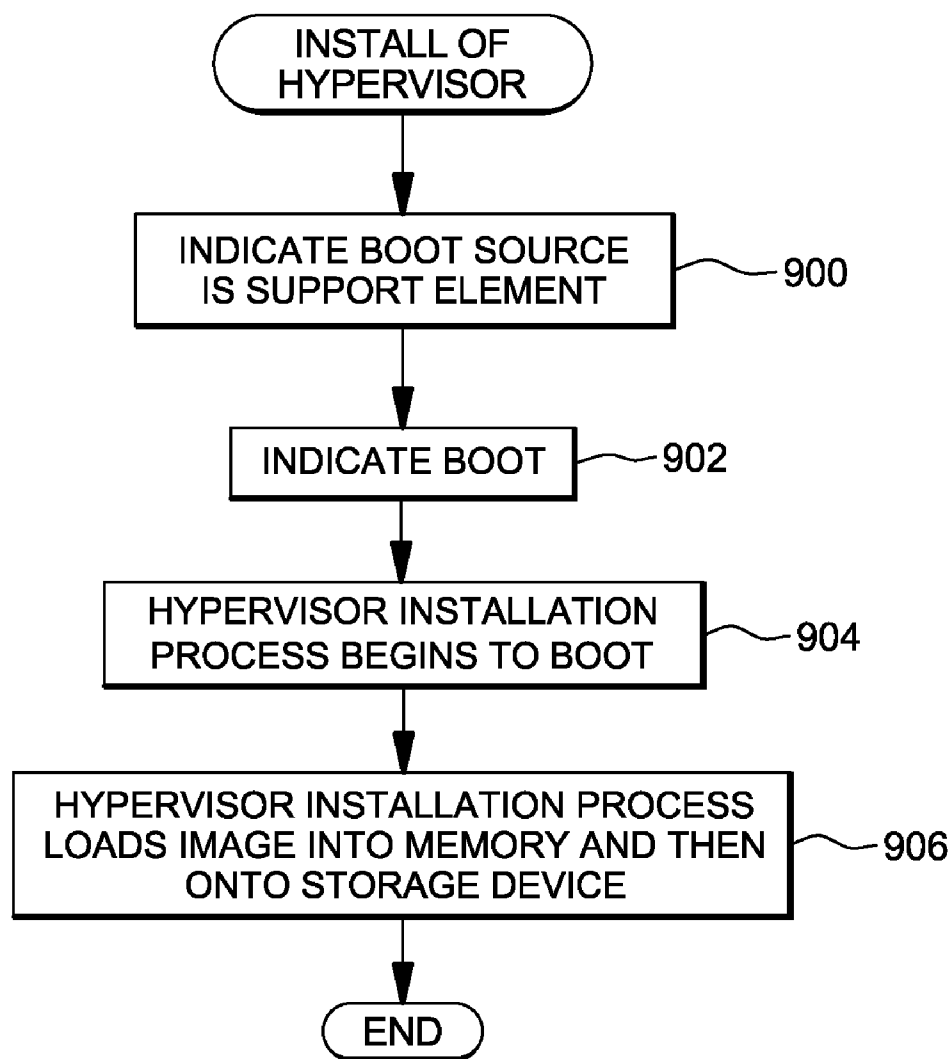 INSTALL OF
HYPERVISOR
INDICATE BOOT SOURCE
IS SUPPORT ELEMENT
900
INDICATE BOOT
902
HYPERVISOR INSTALLATION
PROCESS BEGINS TO BOOT
904
HYPERVISOR INSTALLATION PROCESS
LOADS IMAGE INTO MEMORY AND THEN
ONTO STORAGE DEVICE
906
END